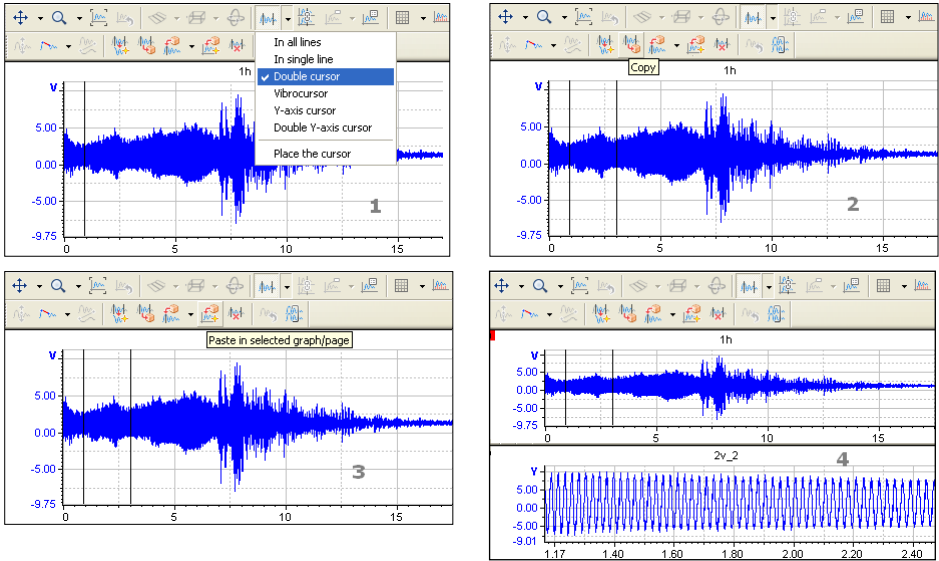 In all lines
In single line
Double cursor
Vibrocursor
Y-axis cursor
Double Y-axis cursor
Place the cursor
1h
V
5.00
0.00
-5.00
-9.75
0 5 10 15
1
Copy
1h
V
5.00
0.00
-5.00
-9.75
0 5 10 15
2
Paste in selected graph/page
V
5.00
0.00
-5.00
-9.75
0 5 10 15
3
1h
V
5.00
0.00
-5.00
-9.75
0 5 10 15
2v_2
4
Y
5.00
0.00
-5.00
-9.01
1.17 1.40 1.60 1.80 2.00 2.20 2.40